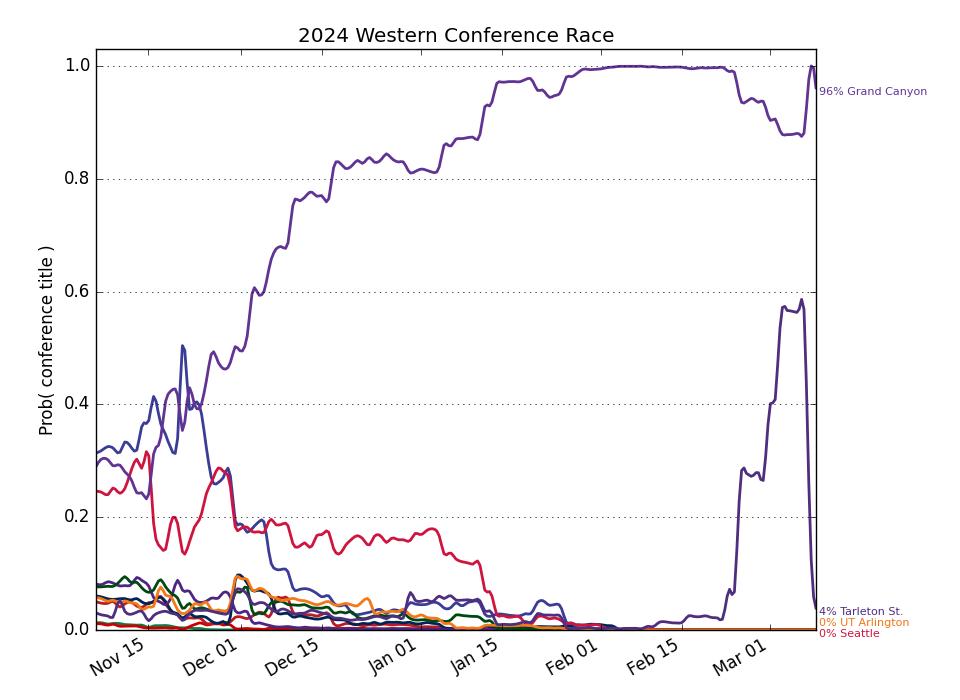 2024 Western Conference Race
Prob( conference title )
1.0
0.8
0.6
0.4
0.2
0.0
96% Grand Canyon
4% Tarleton St.
0% UT Arlington
0% Seattle
Nov 15
Dec 01
Dec 15
Jan 01
Jan 15
Feb 01
Feb 15
Mar 01